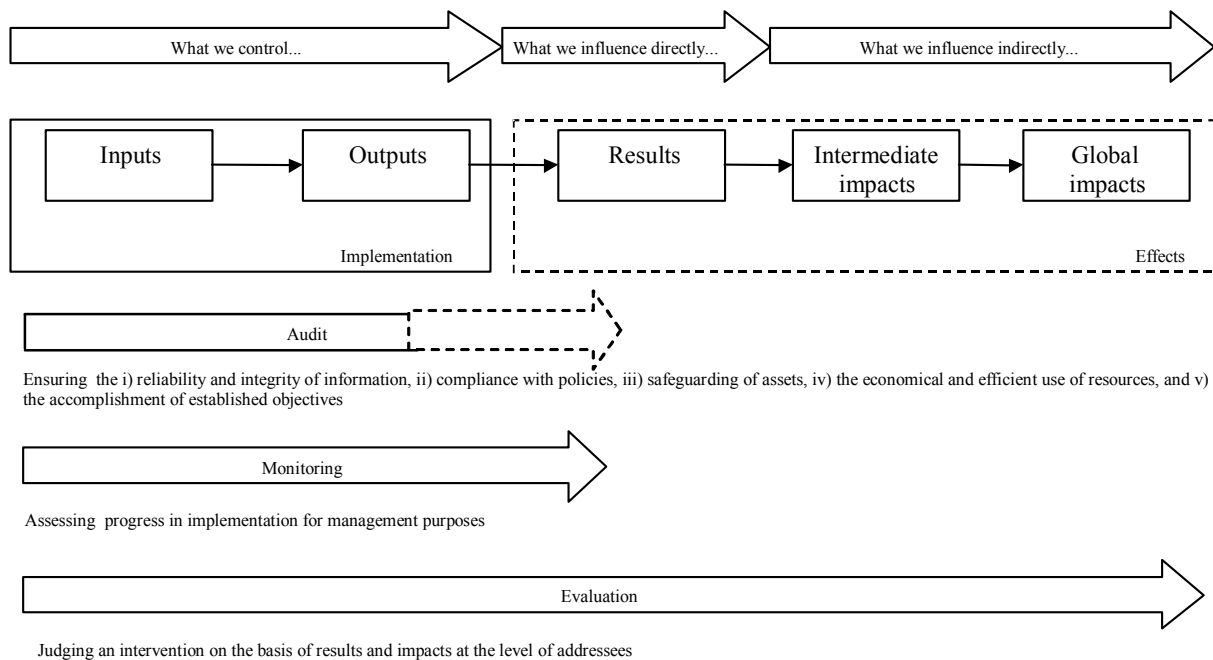 What we control...
What we influence directly...
What we influence indirectly...
Inputs
Outputs
Results
Intermediate
impacts
Global
impacts
Implementation
Effects
Audit
Ensuring the i) reliability and integrity of information, ii) compliance with policies, iii) safeguarding of assets, iv) the economical and efficient use of resources, and v)
the accomplishment of established objectives
Monitoring
Assessing progress in implementation for management purposes
Evaluation
Judging an intervention on the basis of results and impacts at the level of addressees